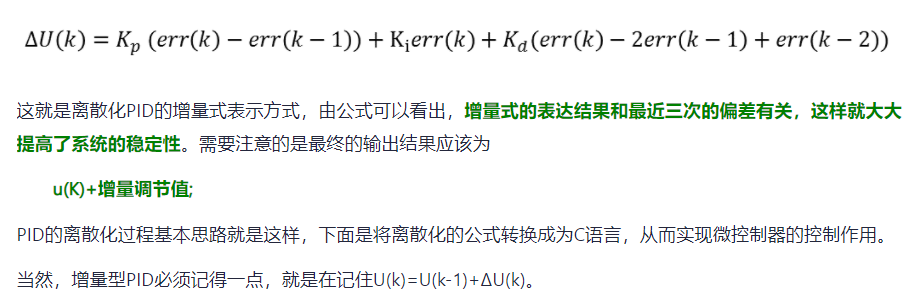 ΔU(k) = Kp (err(k) − err(k − 1)) + Kierr(k) + Kd(err(k) − 2err(k − 1) + err(k − 2))
这就是离散化PID的增量式表示方式，由公式可以看出，增量式的表达结果和最近三次的偏差有关，这样就大大
提高了系统的稳定性。需要注意的是最终的输出结果应该为
u(K)+增量调节值;
PID的离散化过程基本思路就是这样，下面是将离散化的公式转换成为C语言，从而实现微控制器的控制作用。
当然，增量型PID必须记得一点，就是在记住U(k)=U(k-1)+ΔU(k)。